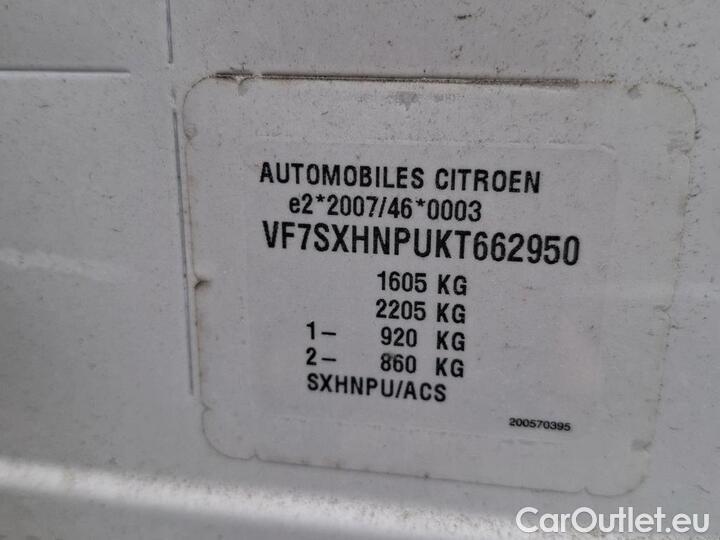 AUTOMOBILES CITROEN
e2*2007/46*0003
VF7SXHNPUKT662950
1605 KG
2205 KG
1- 920 KG
2- 860 KG
SXHNPU/ACS
200570395
CarOutlet.eu